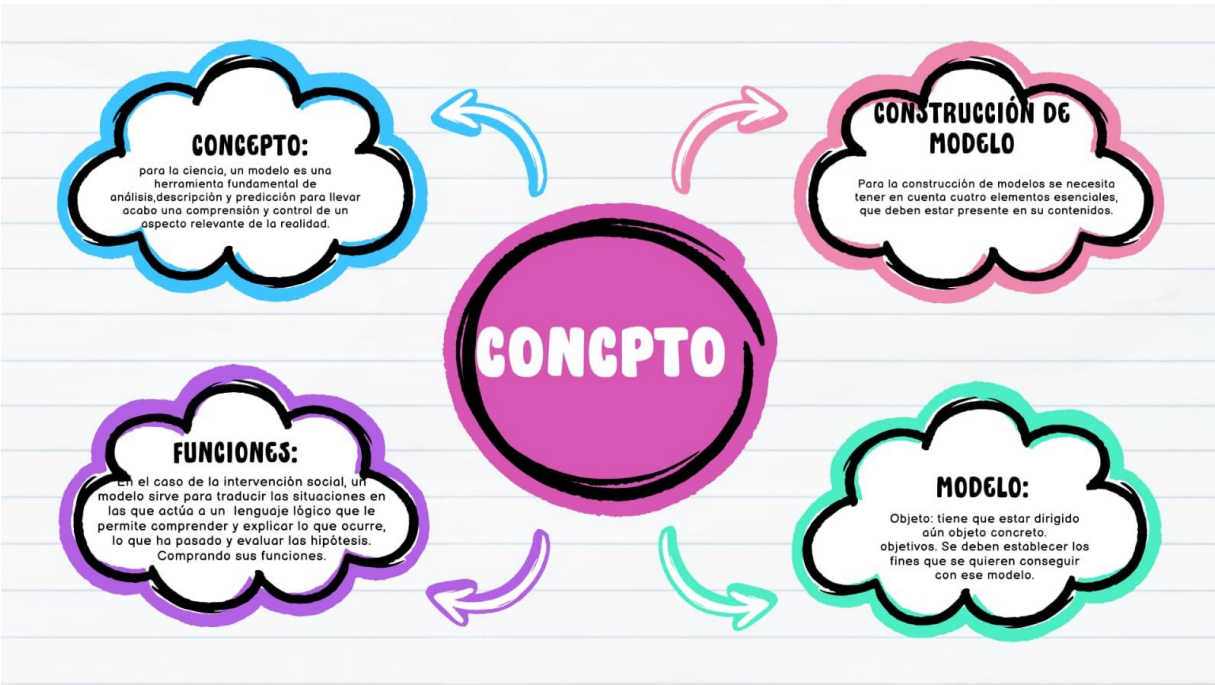 CONCEPTO:
para la ciencia, un modelo es una
herramienta fundamental de
análisis,descripción y predicción para llevar
acabo una comprensión y control de un
aspecto relevante de la realidad.
CONSTRUCCIÓN DE
MODELO
Para la construcción de modelos se necesita
tener en cuenta cuatro elementos esenciales,
que deben estar presente en su contenidos.
CONCPTO
FUNCIONES:
En el caso de la intervención social, un
modelo sirve para traducir las situaciones en
las que actúa a un lenguaje lógico que le
permite comprender y explicar lo que ocurre,
lo que ha pasado y evaluar las hipótesis.
Comprando sus funciones.
MODELO:
Objeto: tiene que estar dirigido
aún objeto concreto.
objetivos. Se deben establecer los
fines que se quieren conseguir
con ese modelo.